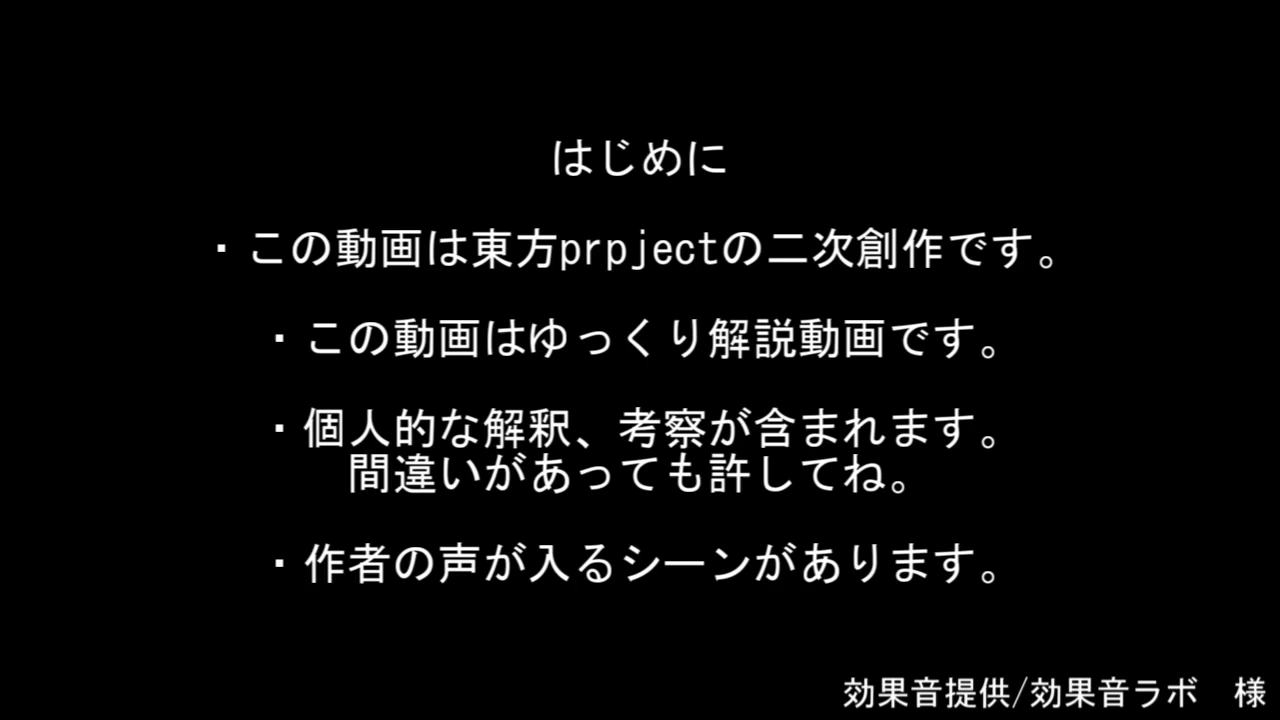 はじめに
・この動画は東方prpjectの二次創作です。
・この動画はゆっくり解説動画です。
・個人的な解釈、考察が含まれます。
間違いがあっても許してね。
・作者の声が入るシーンがあります。
効果音提供/効果音ラボ　様